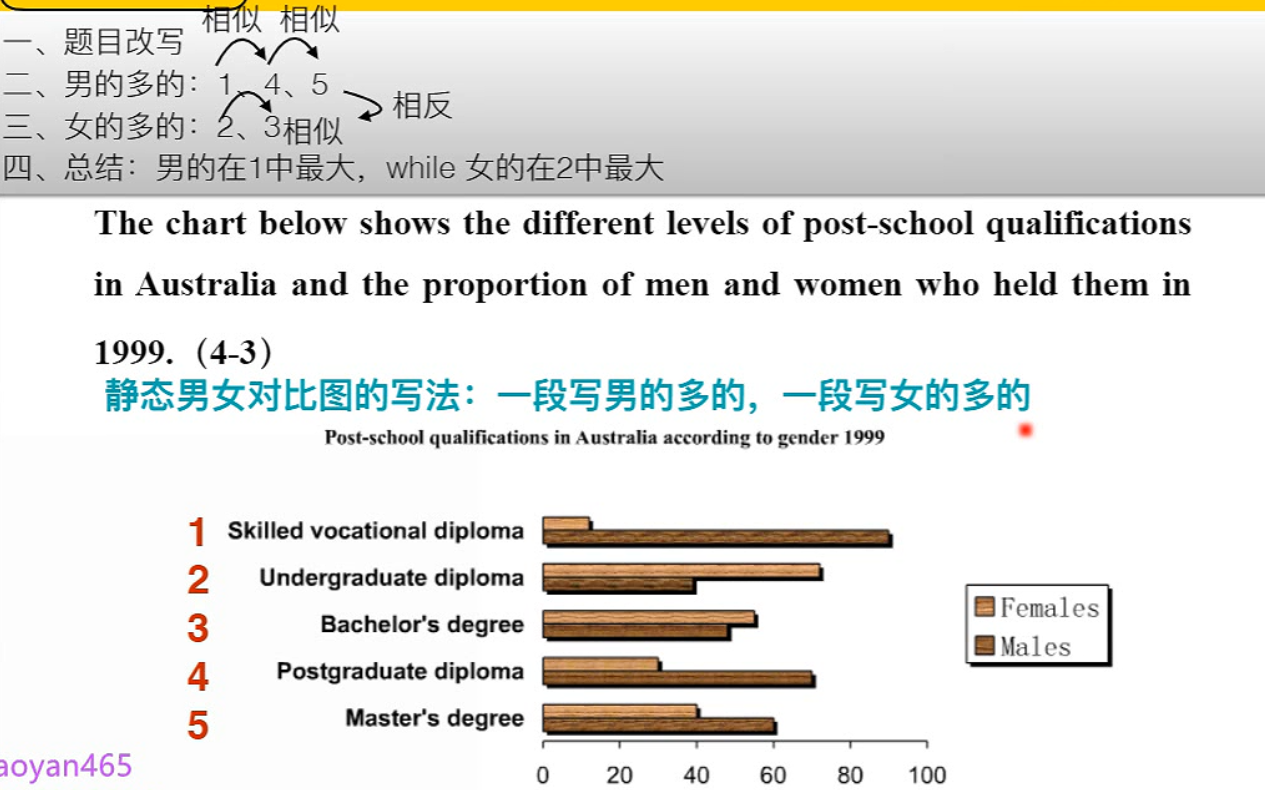 相似 相似
一、题目改写
二、男的多的：1、4、5
相反
三、女的多的：2、3相似
四、总结：男的在1中最大，while 女的在2中最大
The chart below shows the different levels of post-school qualifications
in Australia and the proportion of men and women who held them in
1999.（4-3）
静态男女对比图的写法：一段写男的多的，一段写女的多的
Post-school qualifications in Australia according to gender 1999
1 Skilled vocational diploma
2 Undergraduate diploma
3 Bachelor's degree
4 Postgraduate diploma
5 Master's degree
Females
Males
0 20 40 60 80 100
aoyan465